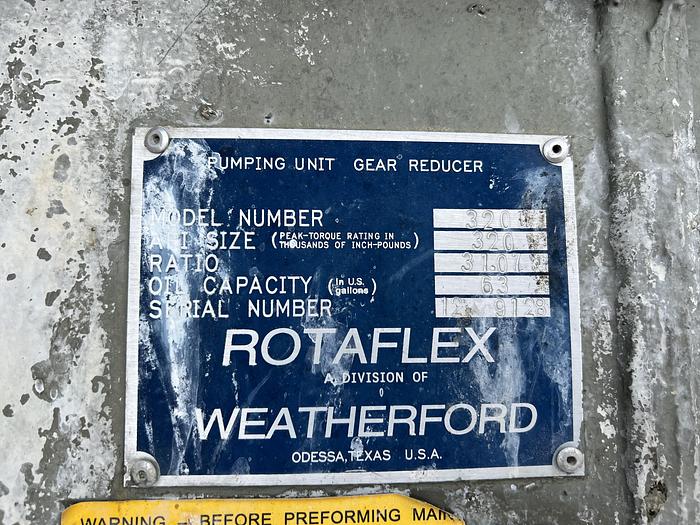 PUMPING UNIT GEAR REDUCER
MODEL NUMBER
API SIZE (PEAK-TORQUE RATING IN THOUSANDS OF INCH-POUNDS) 320
RATIO
OIL CAPACITY (In U.S. gallons) 63
SERIAL NUMBER
ROTAFLEX
A DIVISION OF
WEATHERFORD
ODESSA, TEXAS U.S.A.
WARNING - BEFORE PREFORMING